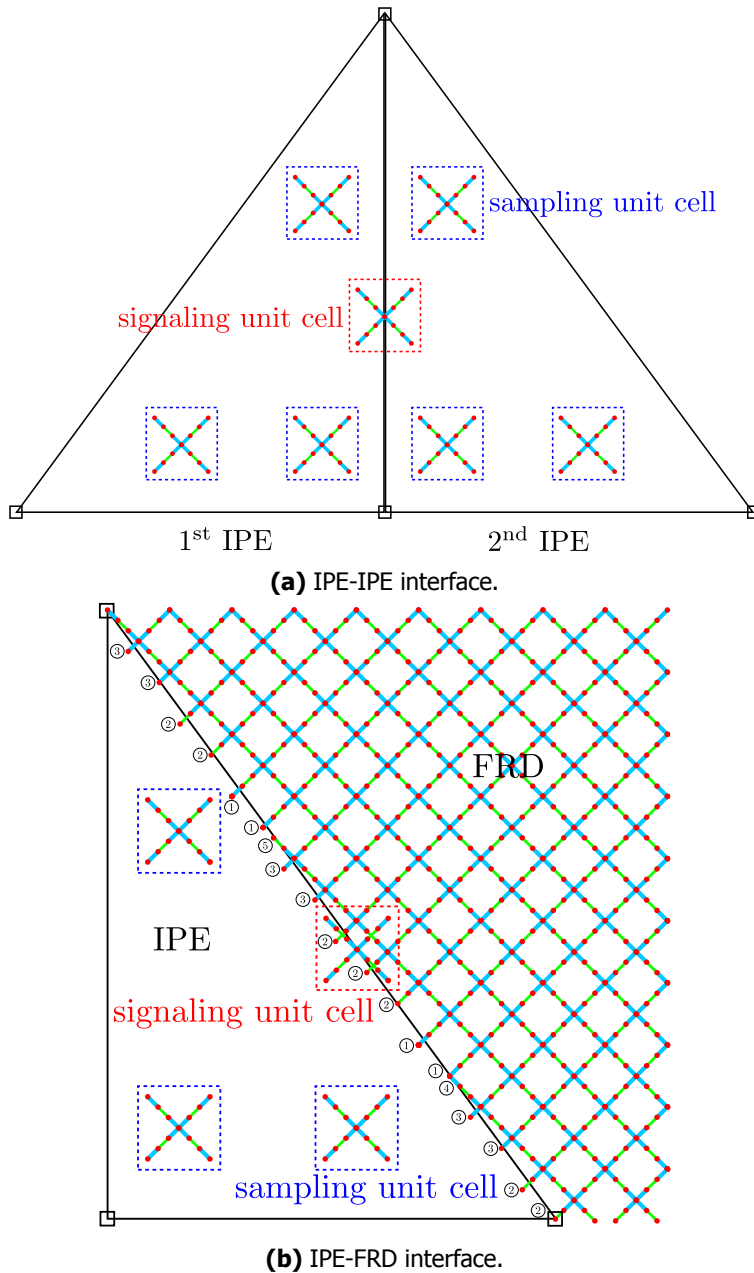 sampling unit cell
signaling unit cell
1st IPE
2nd IPE
(a) IPE-IPE interface.
3
3
2
2
FRD
1
1
5
3
3
IPE
2
2
signaling unit cell
2
1
1
4
3
3
sampling unit cell
2
2
(b) IPE-FRD interface.